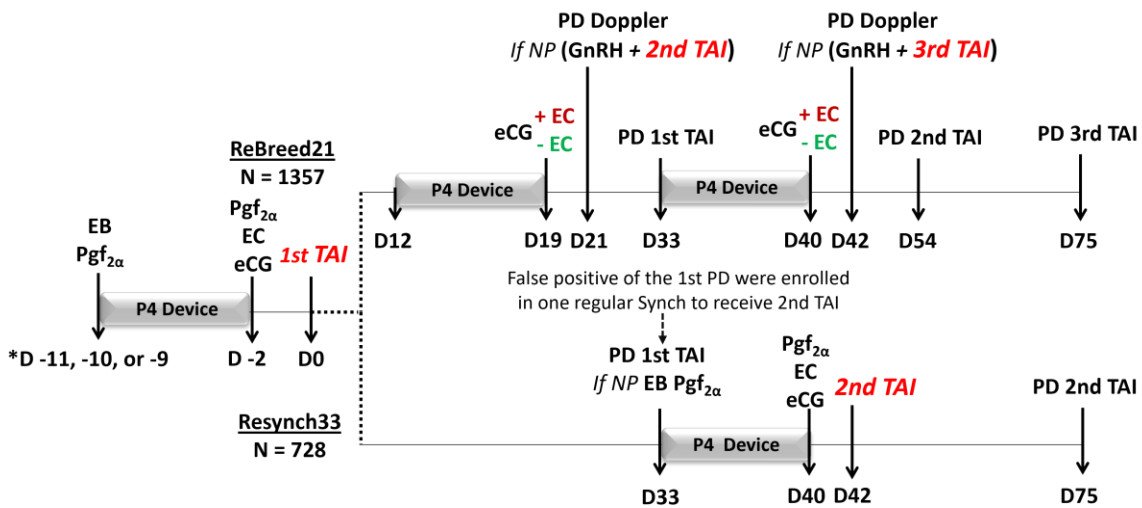 PD Doppler
If NP (GnRH + 2nd TAI)
PD Doppler
If NP (GnRH + 3rd TAI)
eCG + EC
- EC
PD 1st TAI
eCG + EC
- EC
PD 2nd TAI
PD 3rd TAI
ReBreed21
N = 1357
P4 Device
P4 Device
D12
D19
D21
D33
D40
D42
D54
D75
EB
Pgf2α
Pgf2α
EC
eCG
1st TAI
P4 Device
*D -11, -10, or -9
D -2
D0
False positive of the 1st PD were enrolled
in one regular Synch to receive 2nd TAI
Resynch33
N = 728
PD 1st TAI
If NP EB Pgf2α
Pgf2α
EC
eCG
2nd TAI
PD 2nd TAI
P4 Device
D33
D40
D42
D75